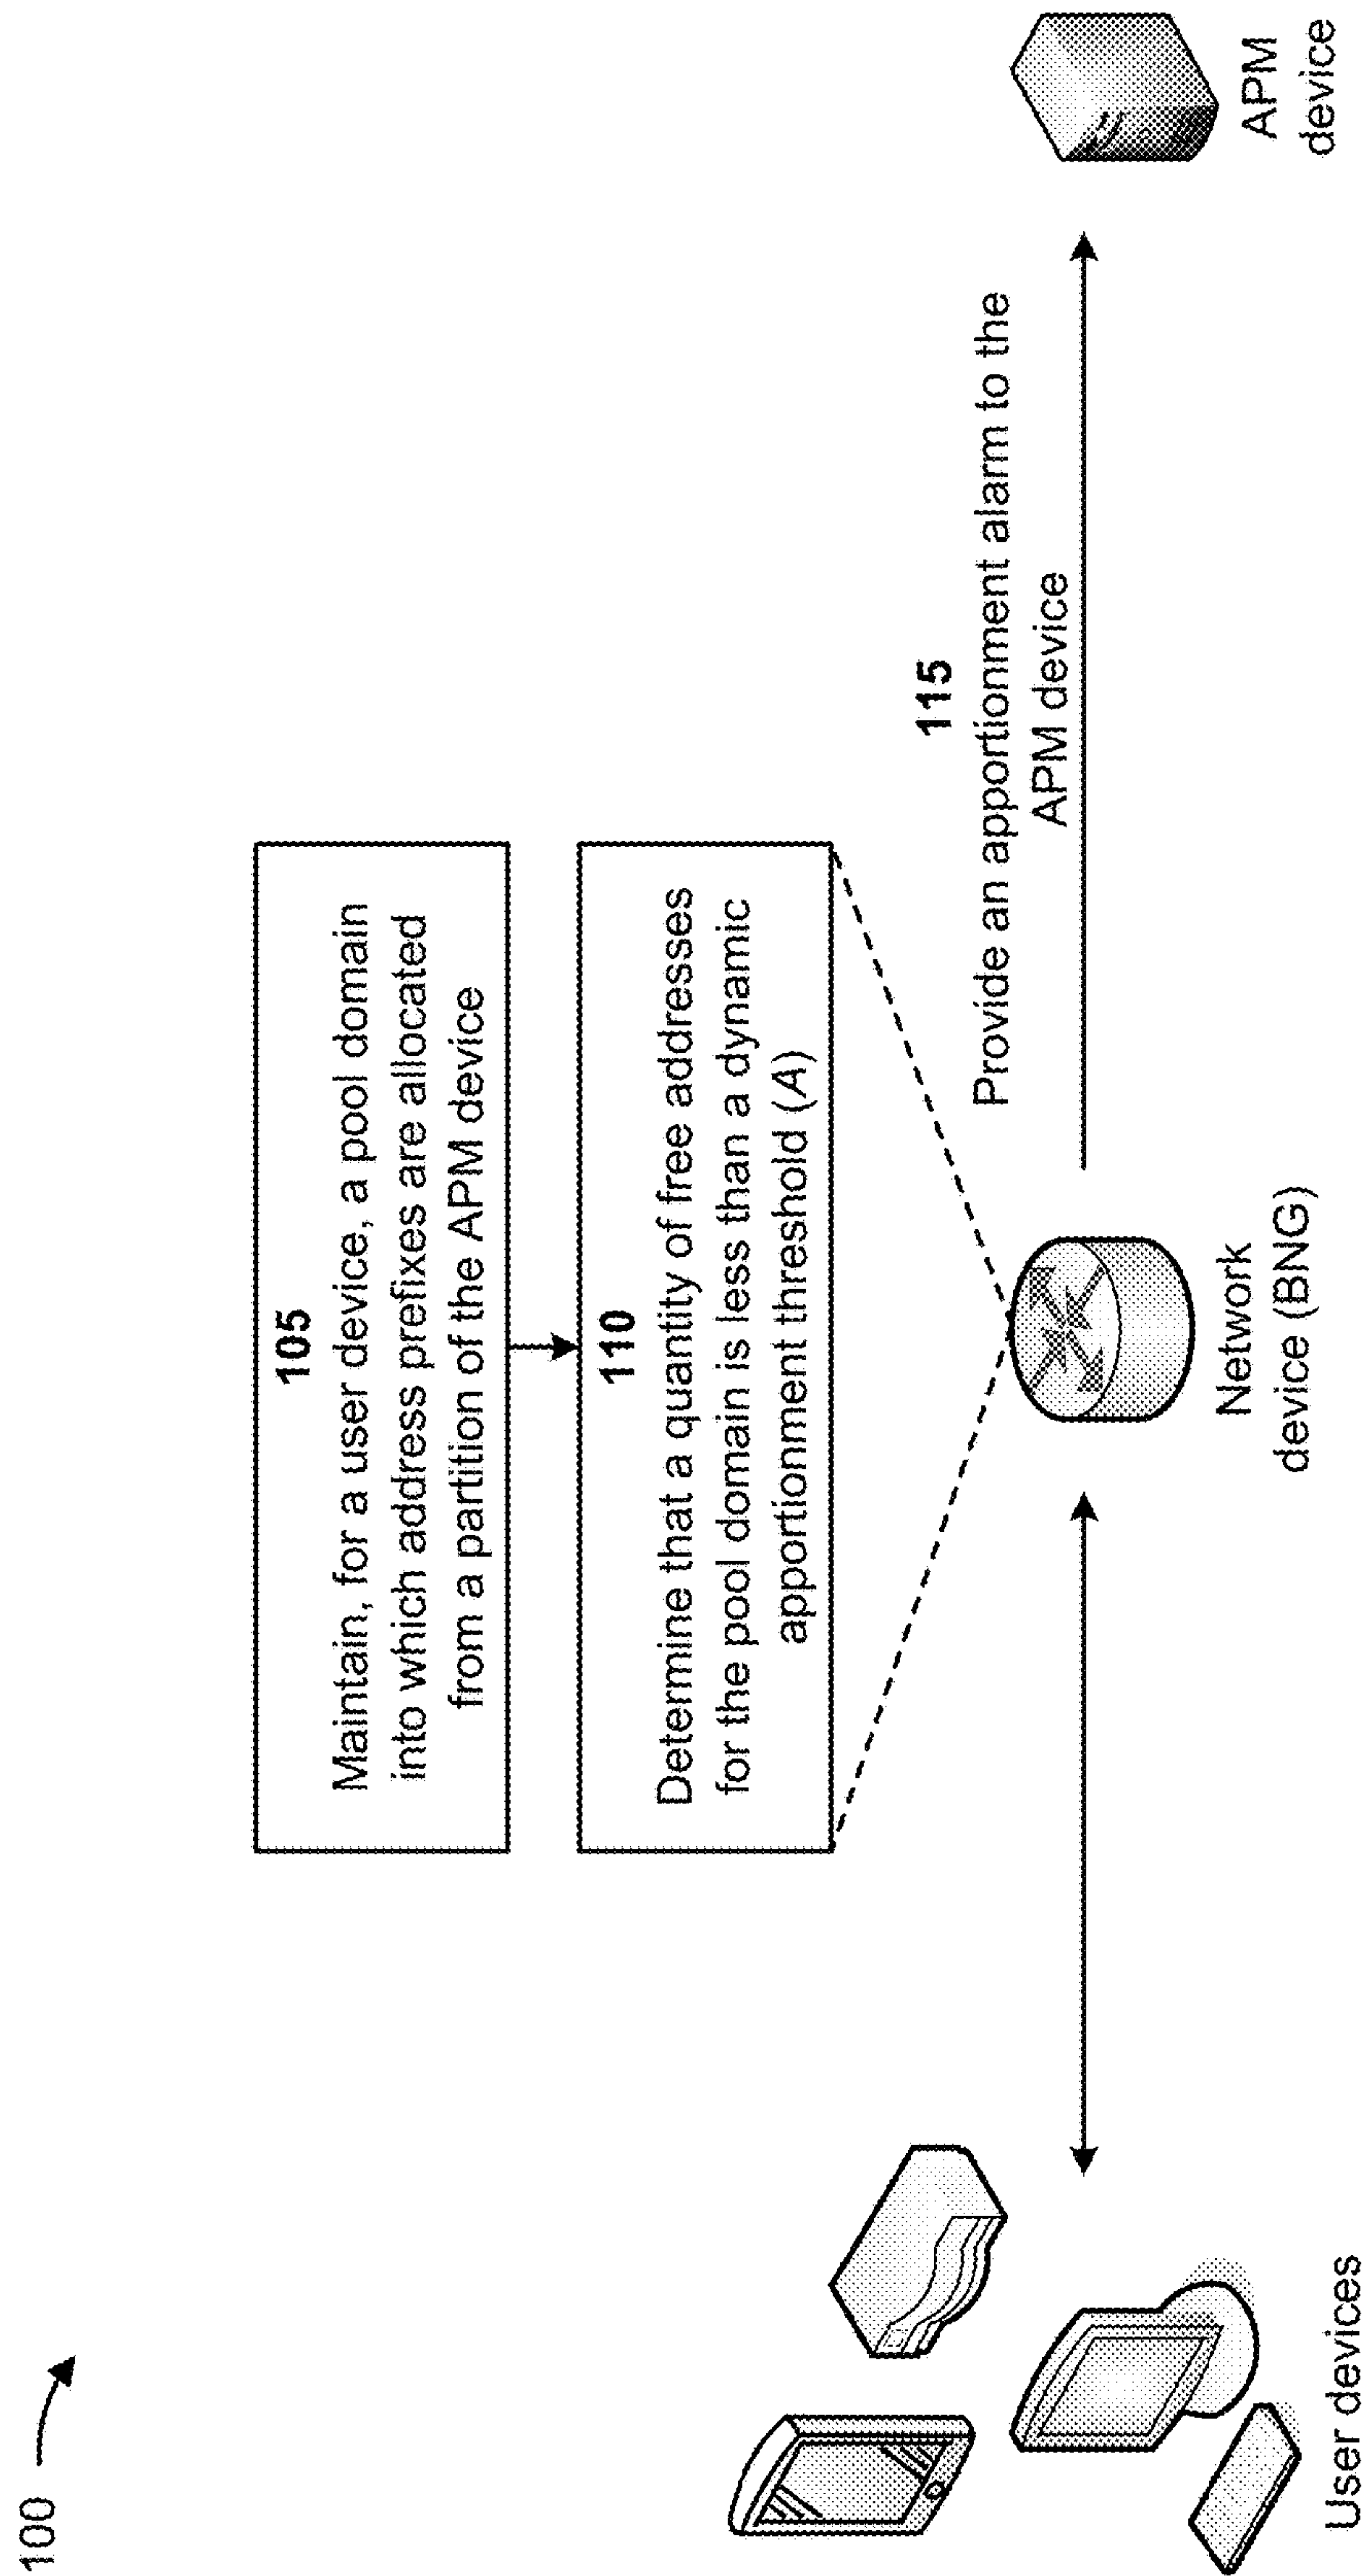 100
105
Maintain, for a user device, a pool domain
into which address prefixes are allocated
from a partition of the APM device
110
Determine that a quantity of free addresses
for the pool domain is less than a dynamic
apportionment threshold (A)
115
Provide an apportionment alarm to the
APM device
User devices
Network
device (BNG)
APM
device